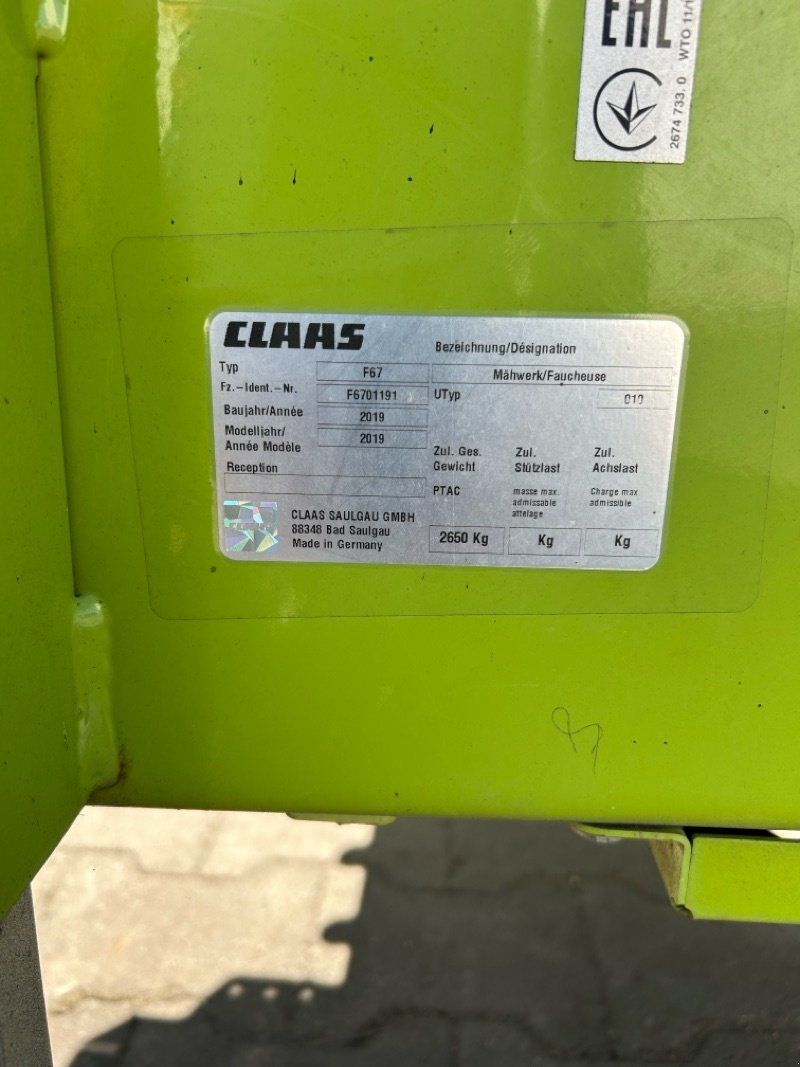 EAC
WTO 11/
2674 733. 0
CLAAS
Bezeichnung/Désignation
Typ F67 Mähwerk/Faucheuse
Fz.-Ident.-Nr. F6701191 UTyp 010
Baujahr/Année 2019
Modelljahr/ 2019
Année Modèle
Zul. Ges. Zul. Zul.
Gewicht Stützlast Achslast
Reception
PTAC masse max. Charge max
admissable admissible
attelage
CLAAS SAULGAU GMBH
88348 Bad Saulgau
Made in Germany
2650 Kg Kg Kg